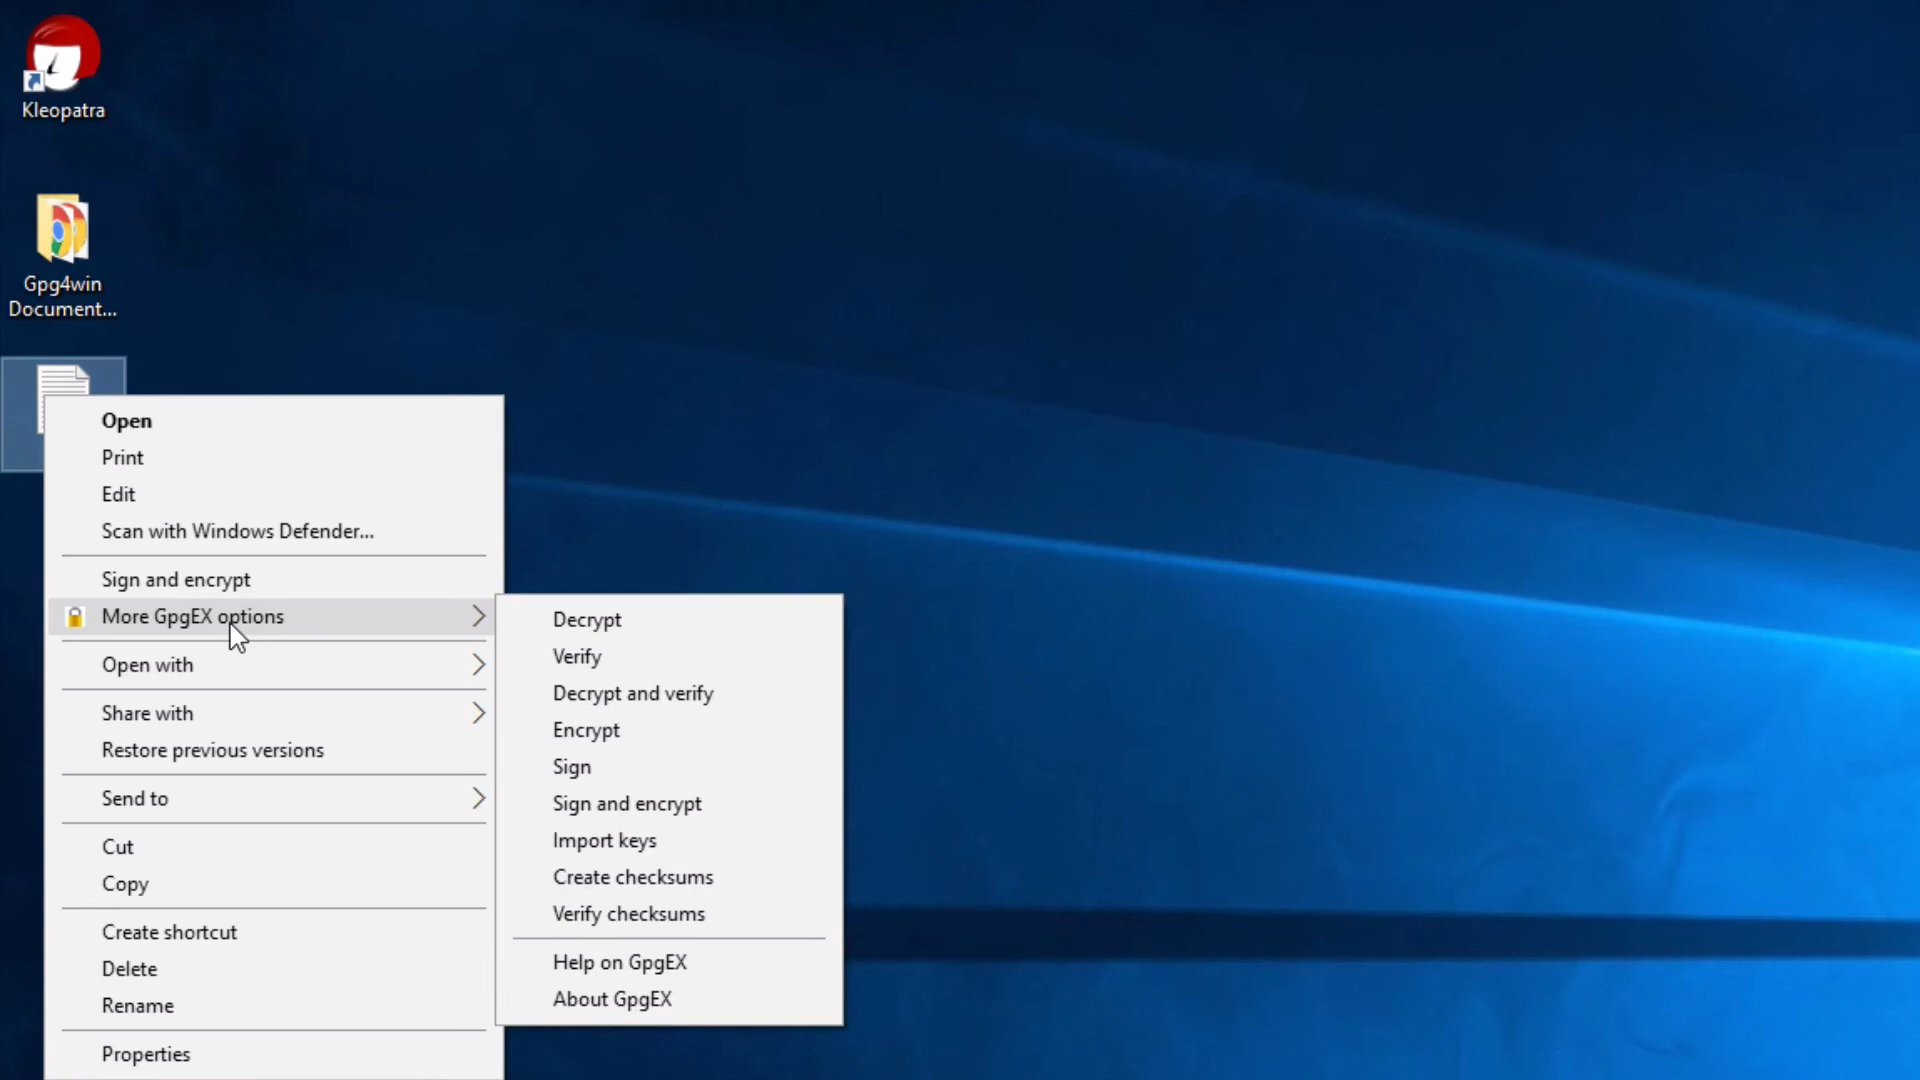 Kleopatra
Gpg4win
Document...
Open
Print
Edit
Scan with Windows Defender...
Sign and encrypt
More GpgEX options
Open with
Share with
Restore previous versions
Send to
Cut
Copy
Create shortcut
Delete
Rename
Properties
Decrypt
Verify
Decrypt and verify
Encrypt
Sign
Sign and encrypt
Import keys
Create checksums
Verify checksums
Help on GpgEX
About GpgEX